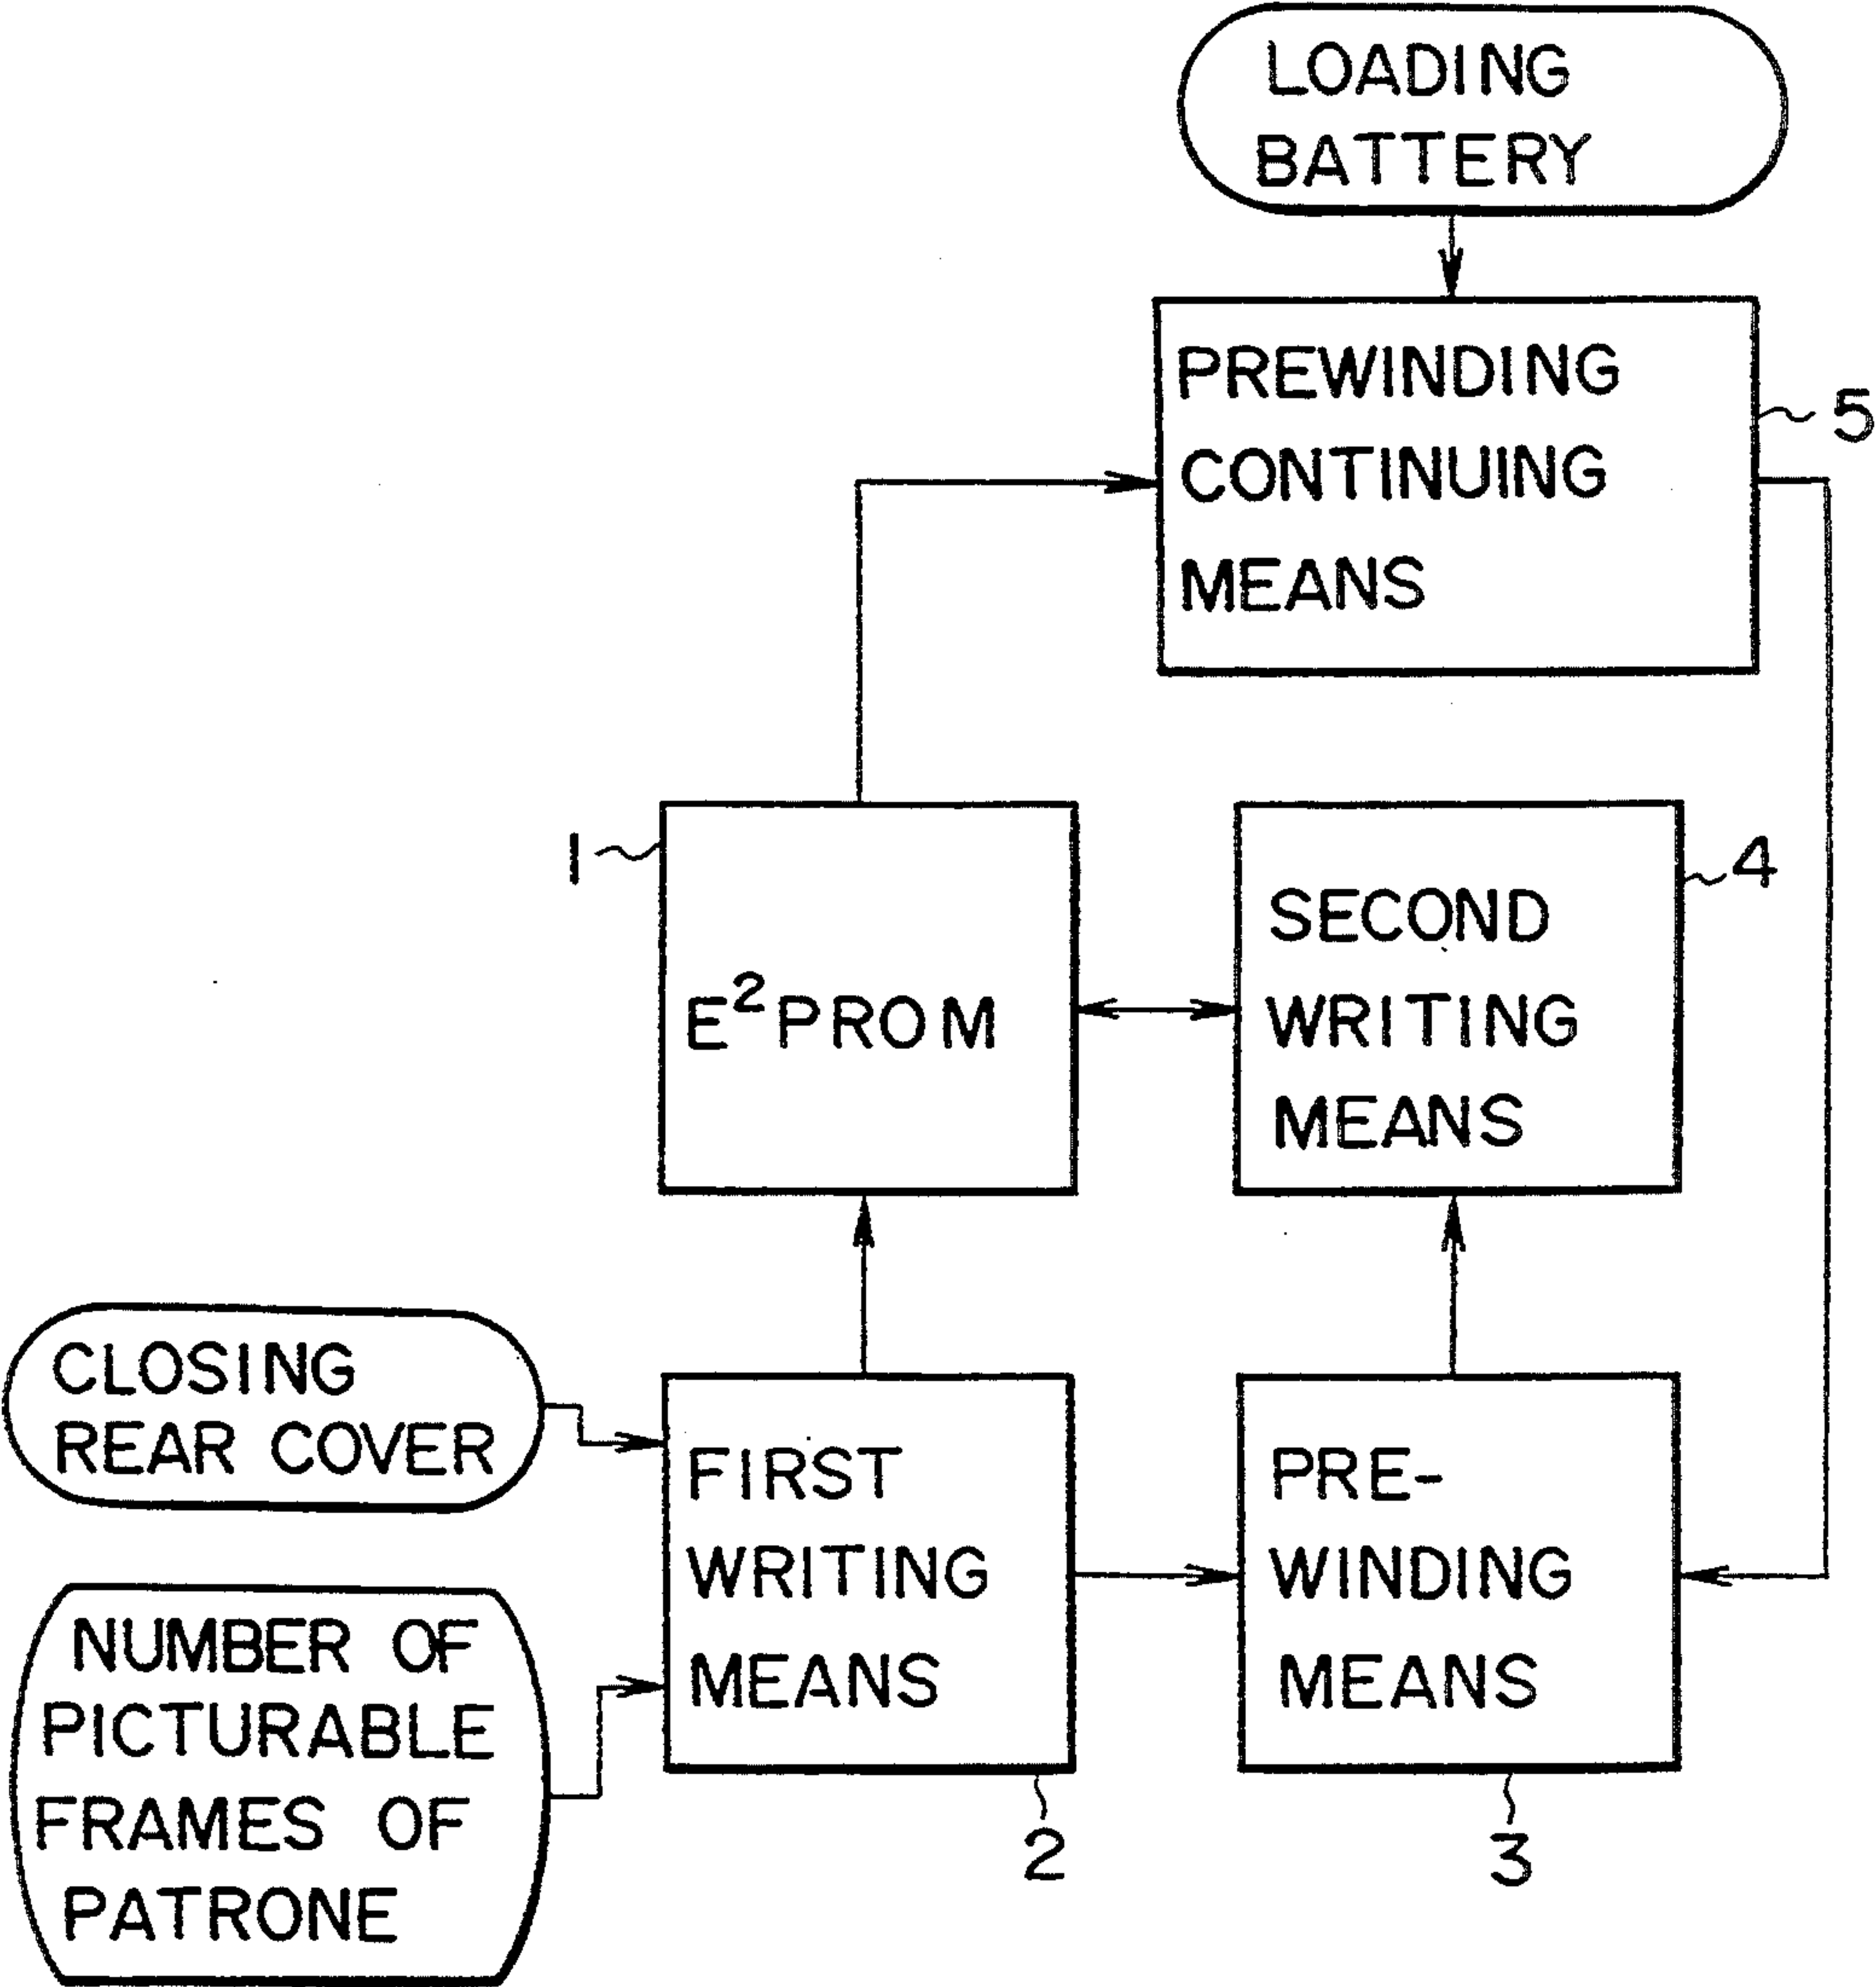 LOADING
BATTERY
PREWINDING
CONTINUING
MEANS
5
1
E²PROM
SECOND
WRITING
MEANS
4
CLOSING
REAR COVER
NUMBER OF
PICTURABLE
FRAMES OF
PATRONE
FIRST
WRITING
MEANS
2
PRE-
WINDING
MEANS
3